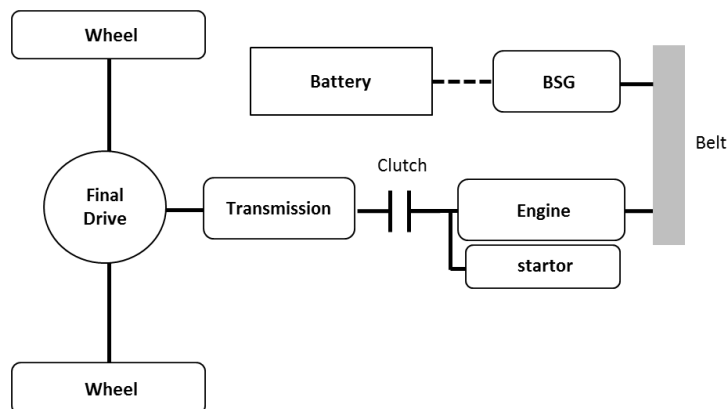 Wheel
Battery
BSG
Belt
Clutch
Final
Drive
Transmission
Engine
startor
Wheel